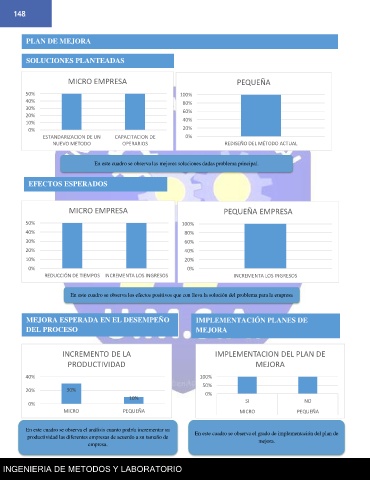 148
PLAN DE MEJORA
SOLUCIONES PLANTEADAS
MICRO EMPRESA
50%
40%
30%
20%
10%
0%
ESTANDARIZACION DE UN NUEVO METODO
CAPACITACION DE OPERARIOS
PEQUEÑA
100%
80%
60%
40%
20%
0%
REDISEÑO DEL METODO ACTUAL
En este cuadro se observa las mejores soluciones dadas problema principal
EFECTOS ESPERADOS
MICRO EMPRESA
50%
40%
30%
20%
10%
0%
REDUCCIÓN DE TIEMPOS
INCREMENTA LOS INGRESOS
PEQUEÑA EMPRESA
100%
80%
60%
40%
20%
0%
INCREMENTA LOS INGRESOS
En este cuadro se observa los efectos positivos que con lleva la solución del problema para la empresa
MEJORA ESPERADA EN EL DESEMPEÑO
DEL PROCESO
IMPLEMENTACIÓN PLANES DE
MEJORA
INCREMENTO DE LA
PRODUCTIVIDAD
40%
20%
0%
30%
10%
MICRO
PEQUEÑA
IMPLEMENTACION DEL PLAN DE
MEJORA
100%
50%
0%
SI
NO
MICRO
PEQUEÑA
En este cuadro se observa el análisis cuanto podría incrementar su
productividad las diferentes empresas de acuerdo a su tamaño de
empresa.
En este cuadro se observa el grado de implementación del plan de
mejora.
INGENIERIA DE METODOS Y LABORATORIO